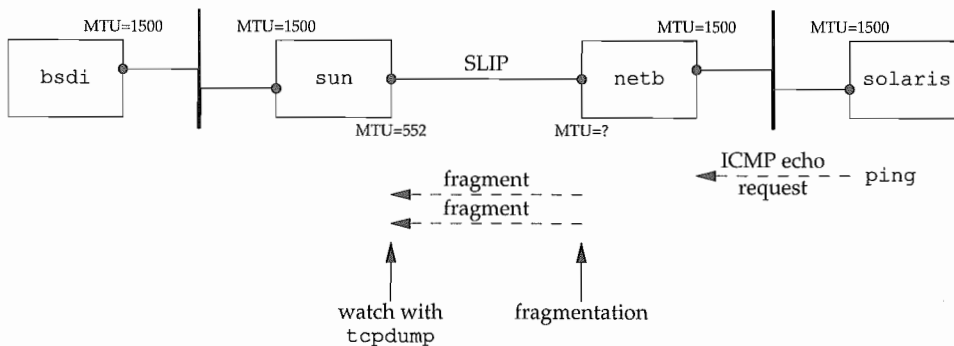 MTU=1500
MTU=1500
MTU=1500
MTU=1500
bsdi
sun
SLIP
netb
solaris
MTU=552
MTU=?
ICMP echo
request
ping
fragment
fragment
watch with
tcpdump
fragmentation